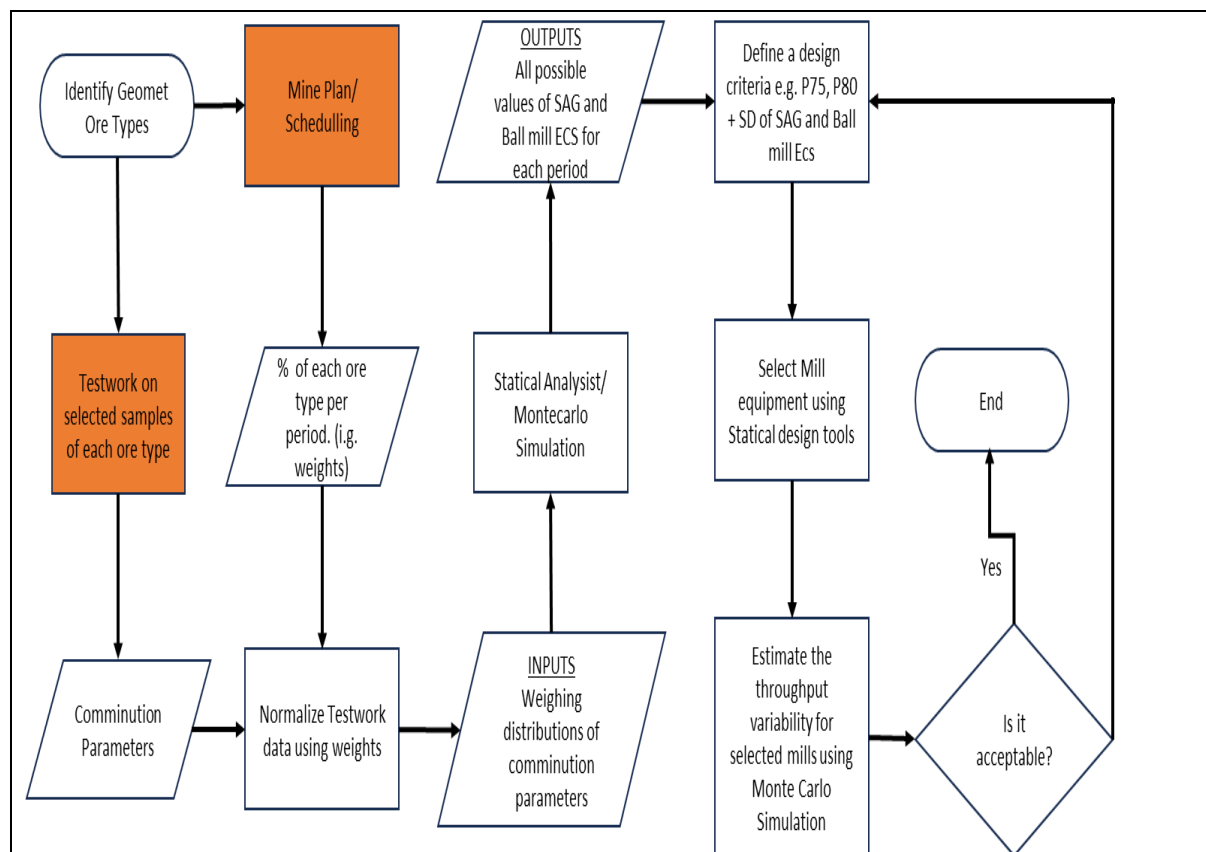 Identify Geomet
Ore Types
Mine Plan/
Schedulling
OUTPUTS
All possible
values of SAG and
Ball mill ECS for
each period
Define a design
criteria e.g. P75, P80
+ SD of SAG and Ball
mill Ecs
Testwork on
selected samples
of each ore type
% of each ore
type per
period. (i.g.
weights)
Statical Analysist/
Montecarlo
Simulation
Select Mill
equipment using
Statical design tools
End
Yes
Comminution
Parameters
Normalize Testwork
data using weights
INPUTS
Weighing
distributions of
comminution
parameters
Estimate the
throughput
variability for
selected mills using
Monte Carlo
Simulation
Is it
acceptable?